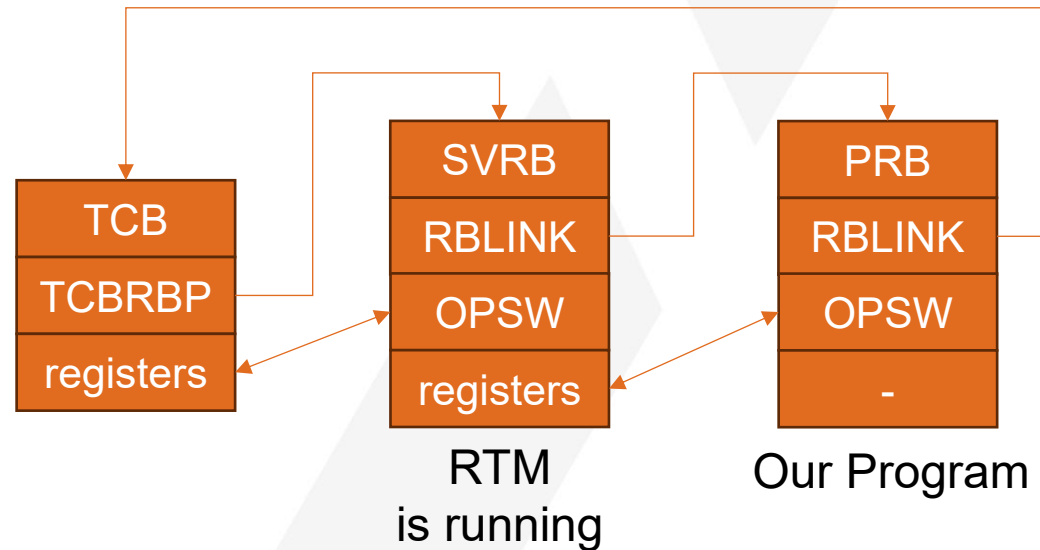 TCB
TCBRBP
registers
SVRB
RBLINK
OPSW
registers
RTM
is running
PRB
RBLINK
OPSW
-
Our Program